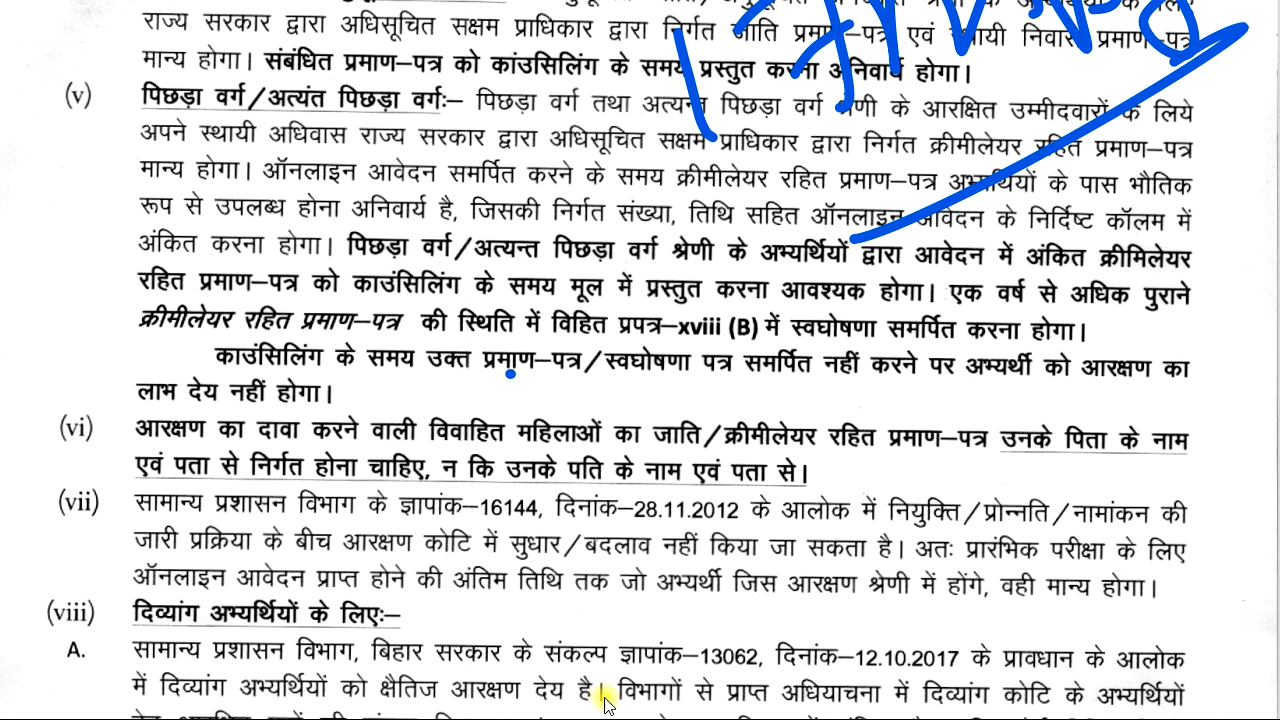 राज्य सरकार द्वारा अधिसूचित सक्षम प्राधिकार द्वारा निर्गत जाति प्रमाण–पत्र एवं स्थायी निवास प्रमाण–पत्र
मान्य होगा। संबंधित प्रमाण–पत्र को कांउसिलिंग के समय प्रस्तुत करना अनिवार्य होगा।
(v) पिछड़ा वर्ग/अत्यंत पिछड़ा वर्गः– पिछड़ा वर्ग तथा अत्यन्त पिछड़ा वर्ग श्रेणी के आरक्षित उम्मीदवारों के लिये
अपने स्थायी अधिवास राज्य सरकार द्वारा अधिसूचित सक्षम प्राधिकार द्वारा निर्गत क्रीमीलेयर रहित प्रमाण–पत्र
मान्य होगा। ऑनलाइन आवेदन समर्पित करने के समय क्रीमीलेयर रहित प्रमाण–पत्र अभ्यर्थियों के पास भौतिक
रूप से उपलब्ध होना अनिवार्य है, जिसकी निर्गत संख्या, तिथि सहित ऑनलाइन आवेदन के निर्दिष्ट कॉलम में
अंकित करना होगा। पिछड़ा वर्ग/अत्यन्त पिछड़ा वर्ग श्रेणी के अभ्यर्थियों द्वारा आवेदन में अंकित क्रीमिलेयर
रहित प्रमाण–पत्र को काउंसिलिंग के समय मूल में प्रस्तुत करना आवश्यक होगा। एक वर्ष से अधिक पुराने
क्रीमीलेयर रहित प्रमाण–पत्र की स्थिति में विहित प्रपत्र–xviii (B) में स्वघोषणा समर्पित करना होगा।
काउंसिलिंग के समय उक्त प्रमाण–पत्र/स्वघोषणा पत्र समर्पित नहीं करने पर अभ्यर्थी को आरक्षण का
लाभ देय नहीं होगा।
(vi) आरक्षण का दावा करने वाली विवाहित महिलाओं का जाति/क्रीमीलेयर रहित प्रमाण–पत्र उनके पिता के नाम
एवं पता से निर्गत होना चाहिए, न कि उनके पति के नाम एवं पता से।
(vii) सामान्य प्रशासन विभाग के ज्ञापांक–16144, दिनांक–28.11.2012 के आलोक में नियुक्ति/प्रोन्नति/नामांकन की
जारी प्रक्रिया के बीच आरक्षण कोटि में सुधार/बदलाव नहीं किया जा सकता है। अतः प्रारंभिक परीक्षा के लिए
ऑनलाइन आवेदन प्राप्त होने की अंतिम तिथि तक जो अभ्यर्थी जिस आरक्षण श्रेणी में होंगे, वही मान्य होगा।
(viii) दिव्यांग अभ्यर्थियों के लिएः–
A. सामान्य प्रशासन विभाग, बिहार सरकार के संकल्प ज्ञापांक–13062, दिनांक–12.10.2017 के प्रावधान के आलोक
में दिव्यांग अभ्यर्थियों को क्षैतिज आरक्षण देय है। विभागों से प्राप्त अधियाचना में दिव्यांग कोटि के अभ्यर्थियों